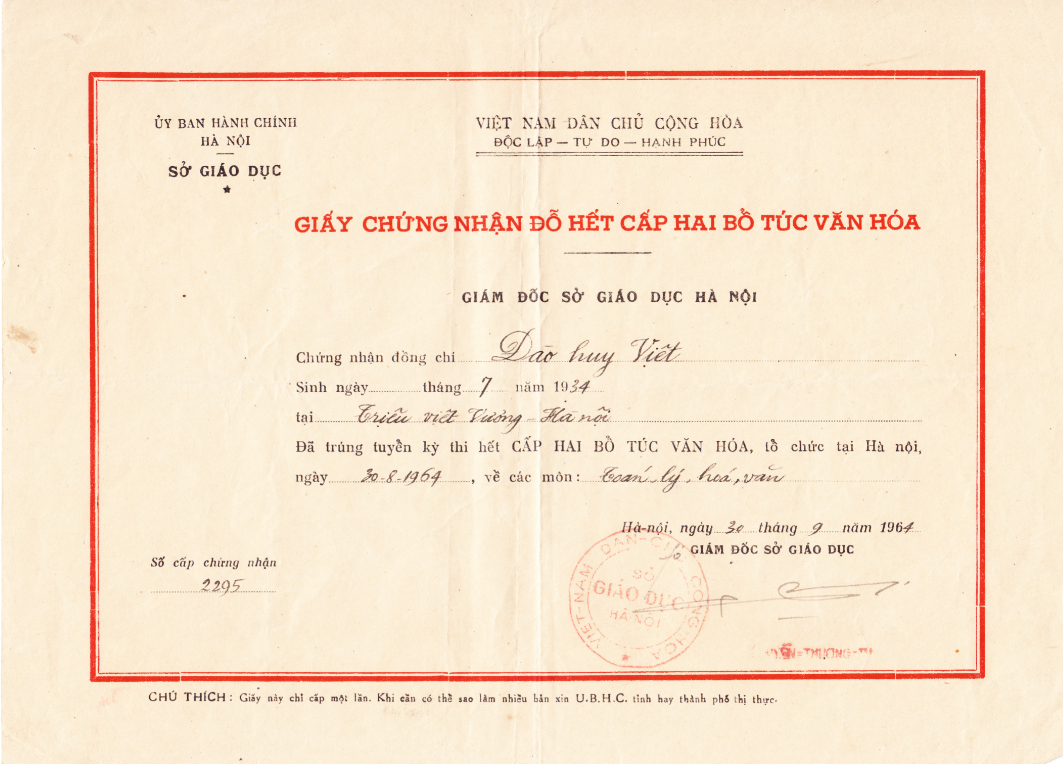 ỦY BAN HÀNH CHÍNH
HÀ NỘI
SỞ GIÁO DỤC
VIỆT NAM DÂN CHỦ CỘNG HÒA
ĐỘC LẬP — TỰ DO — HẠNH PHÚC
GIẤY CHỨNG NHẬN ĐỖ HẾT CẤP HAI BỔ TÚC VĂN HÓA
GIÁM ĐỐC SỞ GIÁO DỤC HÀ NỘI
Chứng nhận đồng chí Đào huy Việt
Sinh ngày tháng 7 năm 1934
tại Triệu việt Vương - Hà nội
Đã trúng tuyển kỳ thi hết CẤP HAI BỔ TÚC VĂN HÓA, tổ chức tại Hà nội,
ngày 30-8-1964, về các môn: Toán, lý, hoá, văn
Hà-nội, ngày 30 tháng 9 năm 1964
GIÁM ĐỐC SỞ GIÁO DỤC
Số cấp chứng nhận
2295
VIỆT-NAM DÂN-CHỦ CỘNG-HÒA
SỞ
GIÁO DỤC
HÀ NỘI
CHÚ THÍCH: Giấy này chỉ cấp một lần. Khi cần có thể sao làm nhiều bản xin U.B.H.C. tỉnh hay thành phố thị thực.